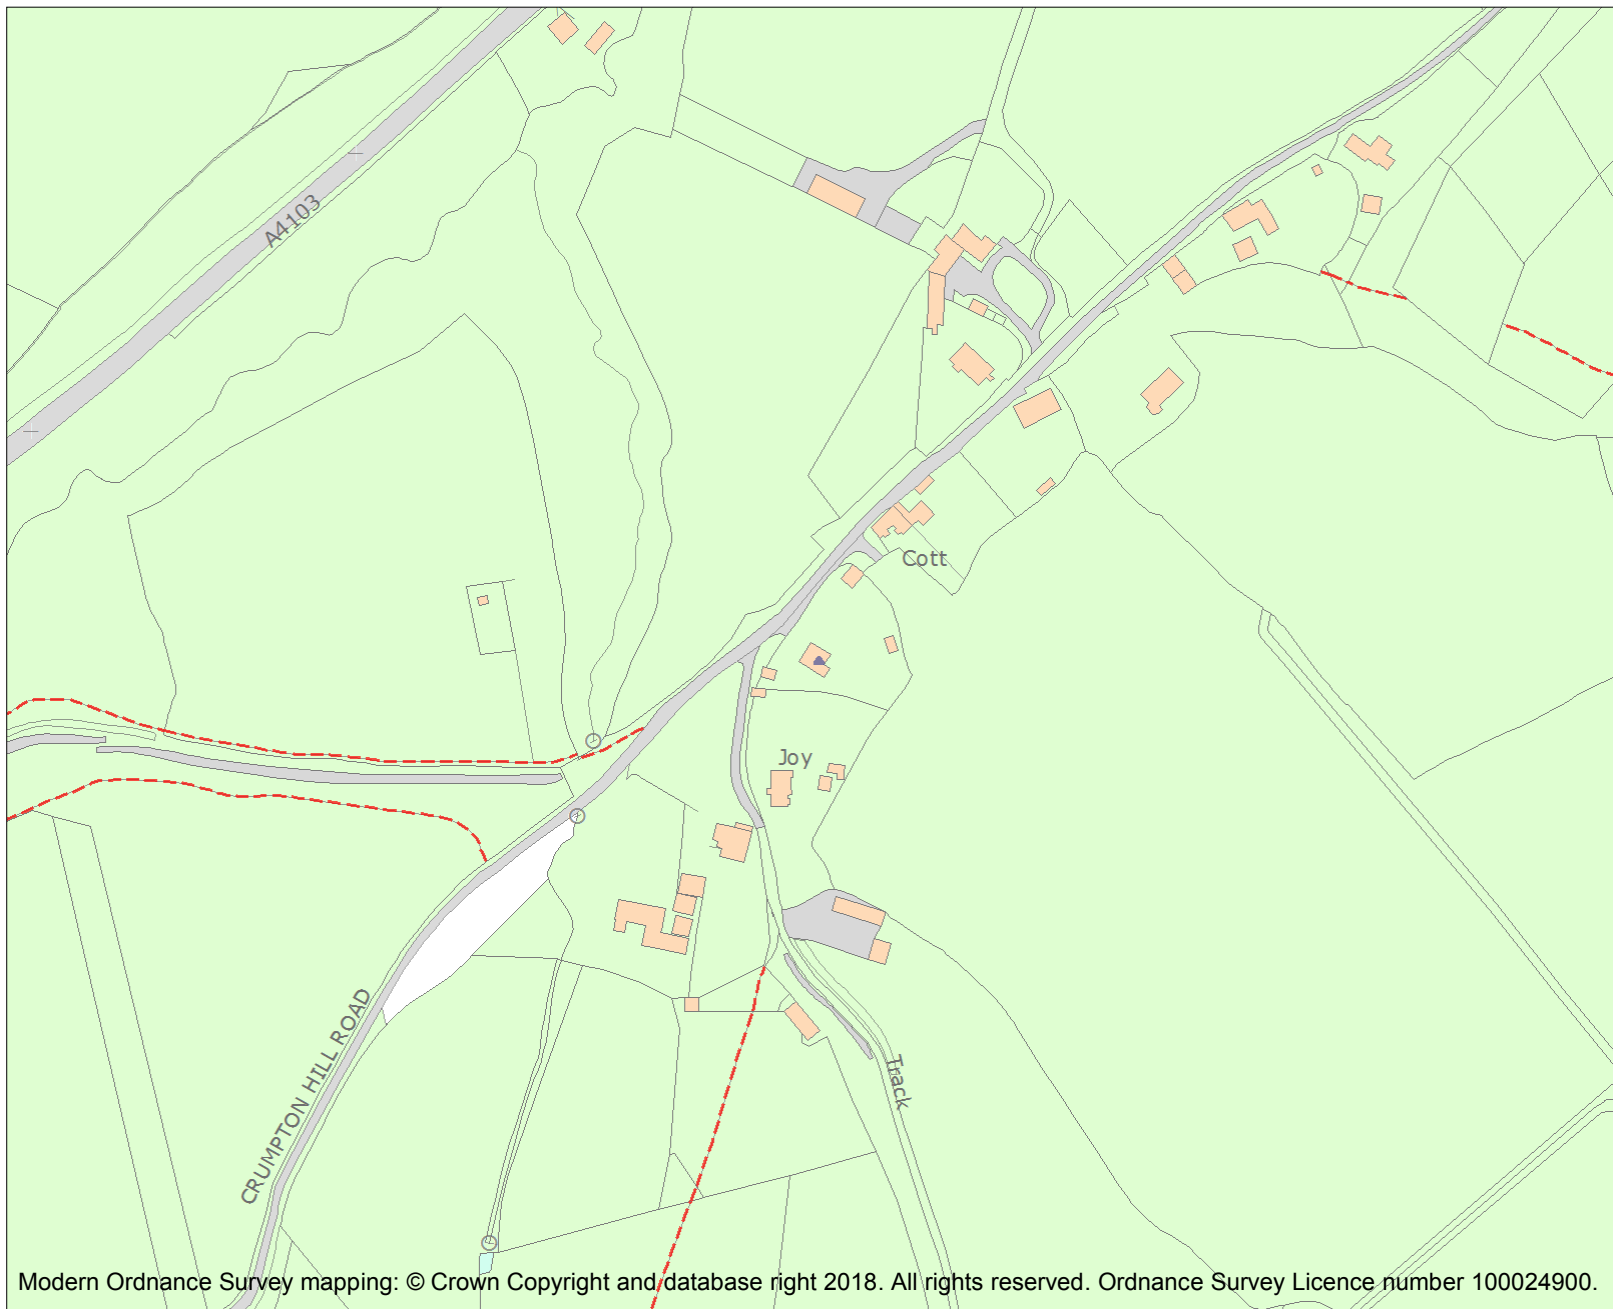 A4103
Cott
Joy
CRUMPTON HILL ROAD
Track
Modern Ordnance Survey mapping: © Crown Copyright and database right 2018. All rights reserved. Ordnance Survey Licence number 100024900.